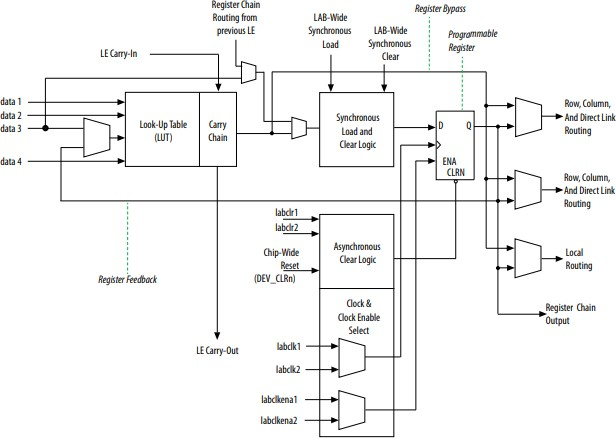 Register Chain
Routing from
previous LE
LAB-Wide
Synchronous
Load
LAB-Wide
Synchronous
Clear
Register Bypass
Programmable
Register
LE Carry-In
data 1
data 2
data 3
data 4
Look-Up Table
(LUT)
Carry
Chain
Synchronous
Load and
Clear Logic
D
Q
ENA
CLRN
Row, Column,
And Direct Link
Routing
Row, Column,
And Direct Link
Routing
Local
Routing
Register Chain
Output
Register Feedback
labclr1
labclr2
Chip-Wide
Reset
(DEV_CLRn)
Asynchronous
Clear Logic
Clock &
Clock Enable
Select
labclk1
labclk2
labclkena1
labclkena2
LE Carry-Out